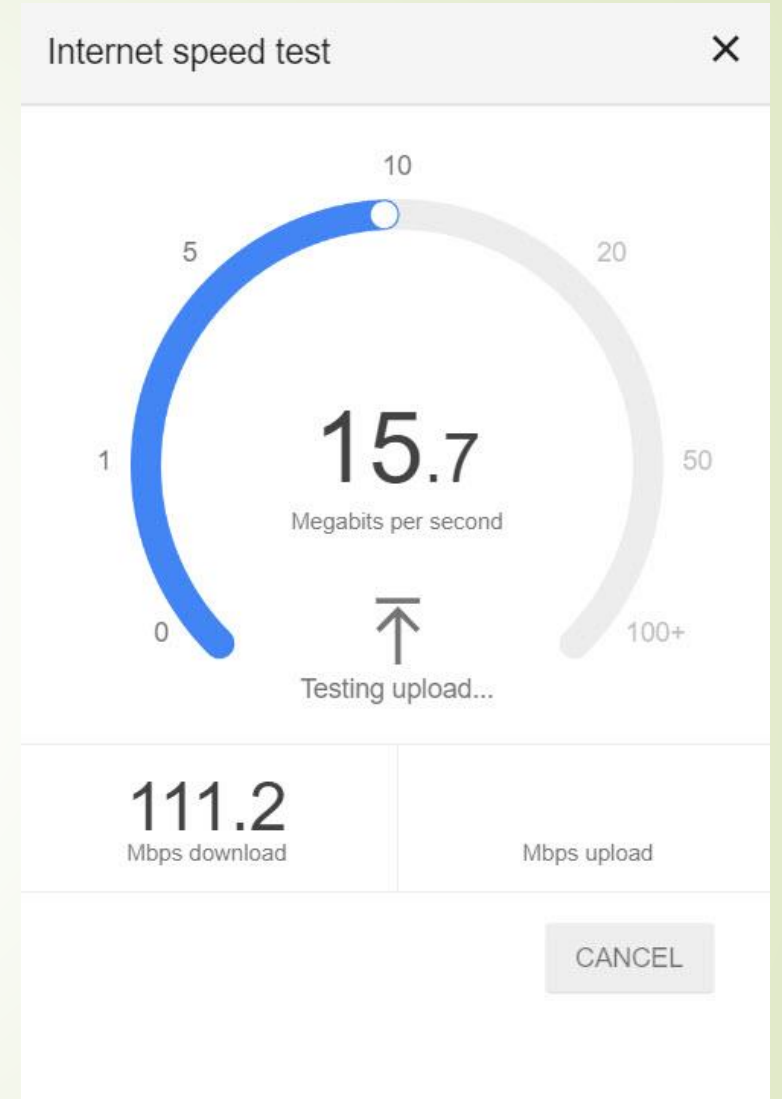 Internet speed test
10
5
20
15.7
1
50
Megabits per second
0
100+
Testing upload...
111.2
Mbps download
Mbps upload
CANCEL